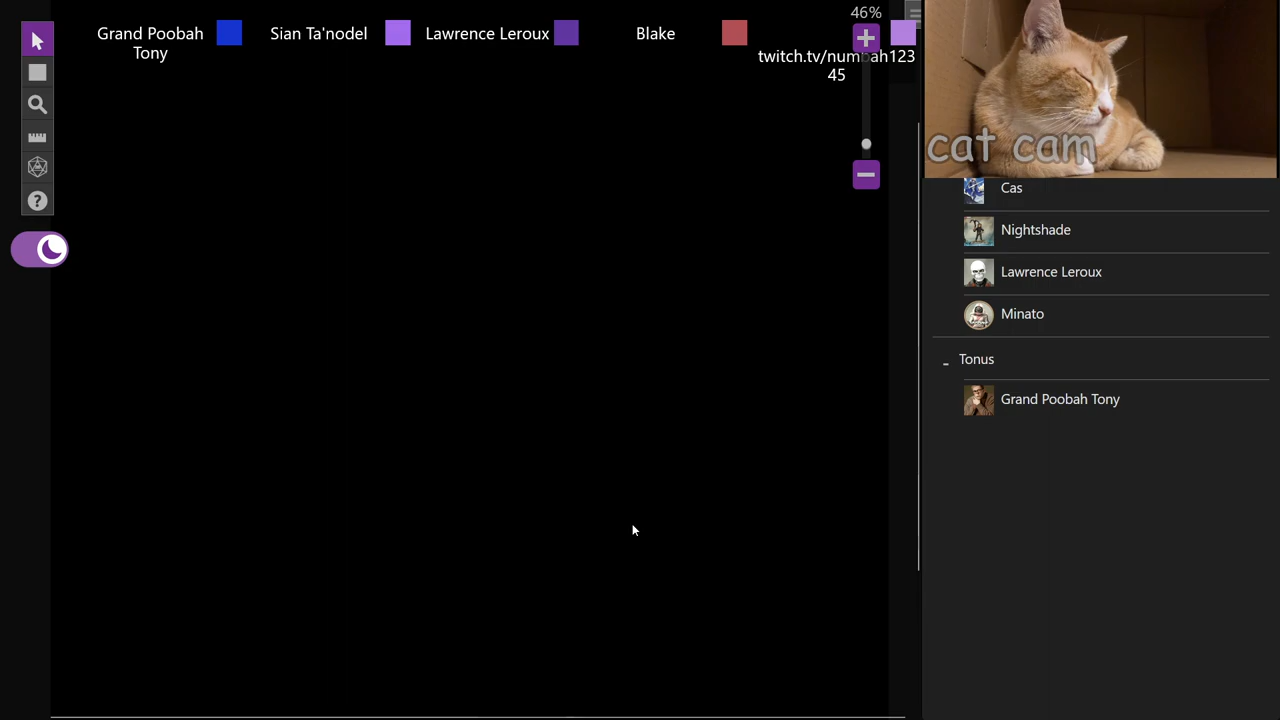 46%
Grand Poobah
Tony
Sian Ta'nodel
Lawrence Leroux
Blake
twitch.tv/numbah123
45
cat cam
Cas
Nightshade
Lawrence Leroux
Minato
Tonus
Grand Poobah Tony